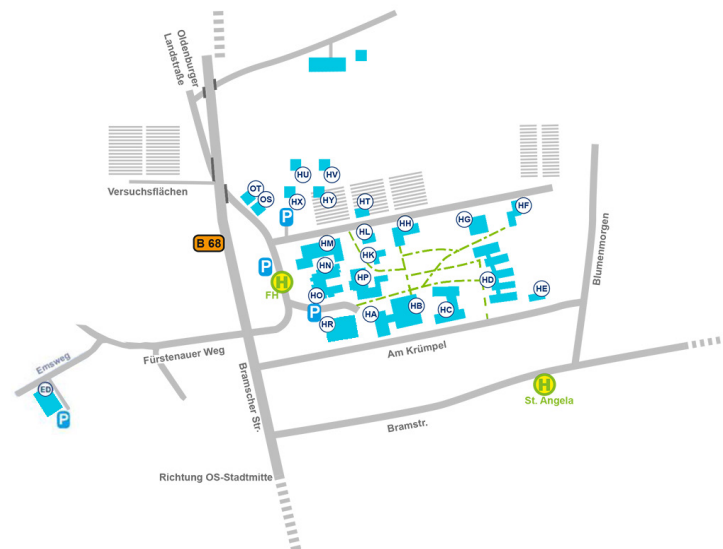 Oldenburger
Landstraße
Versuchsflächen
OT
OS
HU
HV
HX
HY
HT
HF
P
HG
HH
HL
HM
HK
B 68
P
HN
H
FH
HP
HD
HO
P
HE
HB
HC
HA
HR
Blumenmorgen
Am Krümpel
Fürstenauer Weg
Emsweg
ED
P
Bramscher Str.
H
St. Angela
Bramstr.
Richtung OS-Stadtmitte